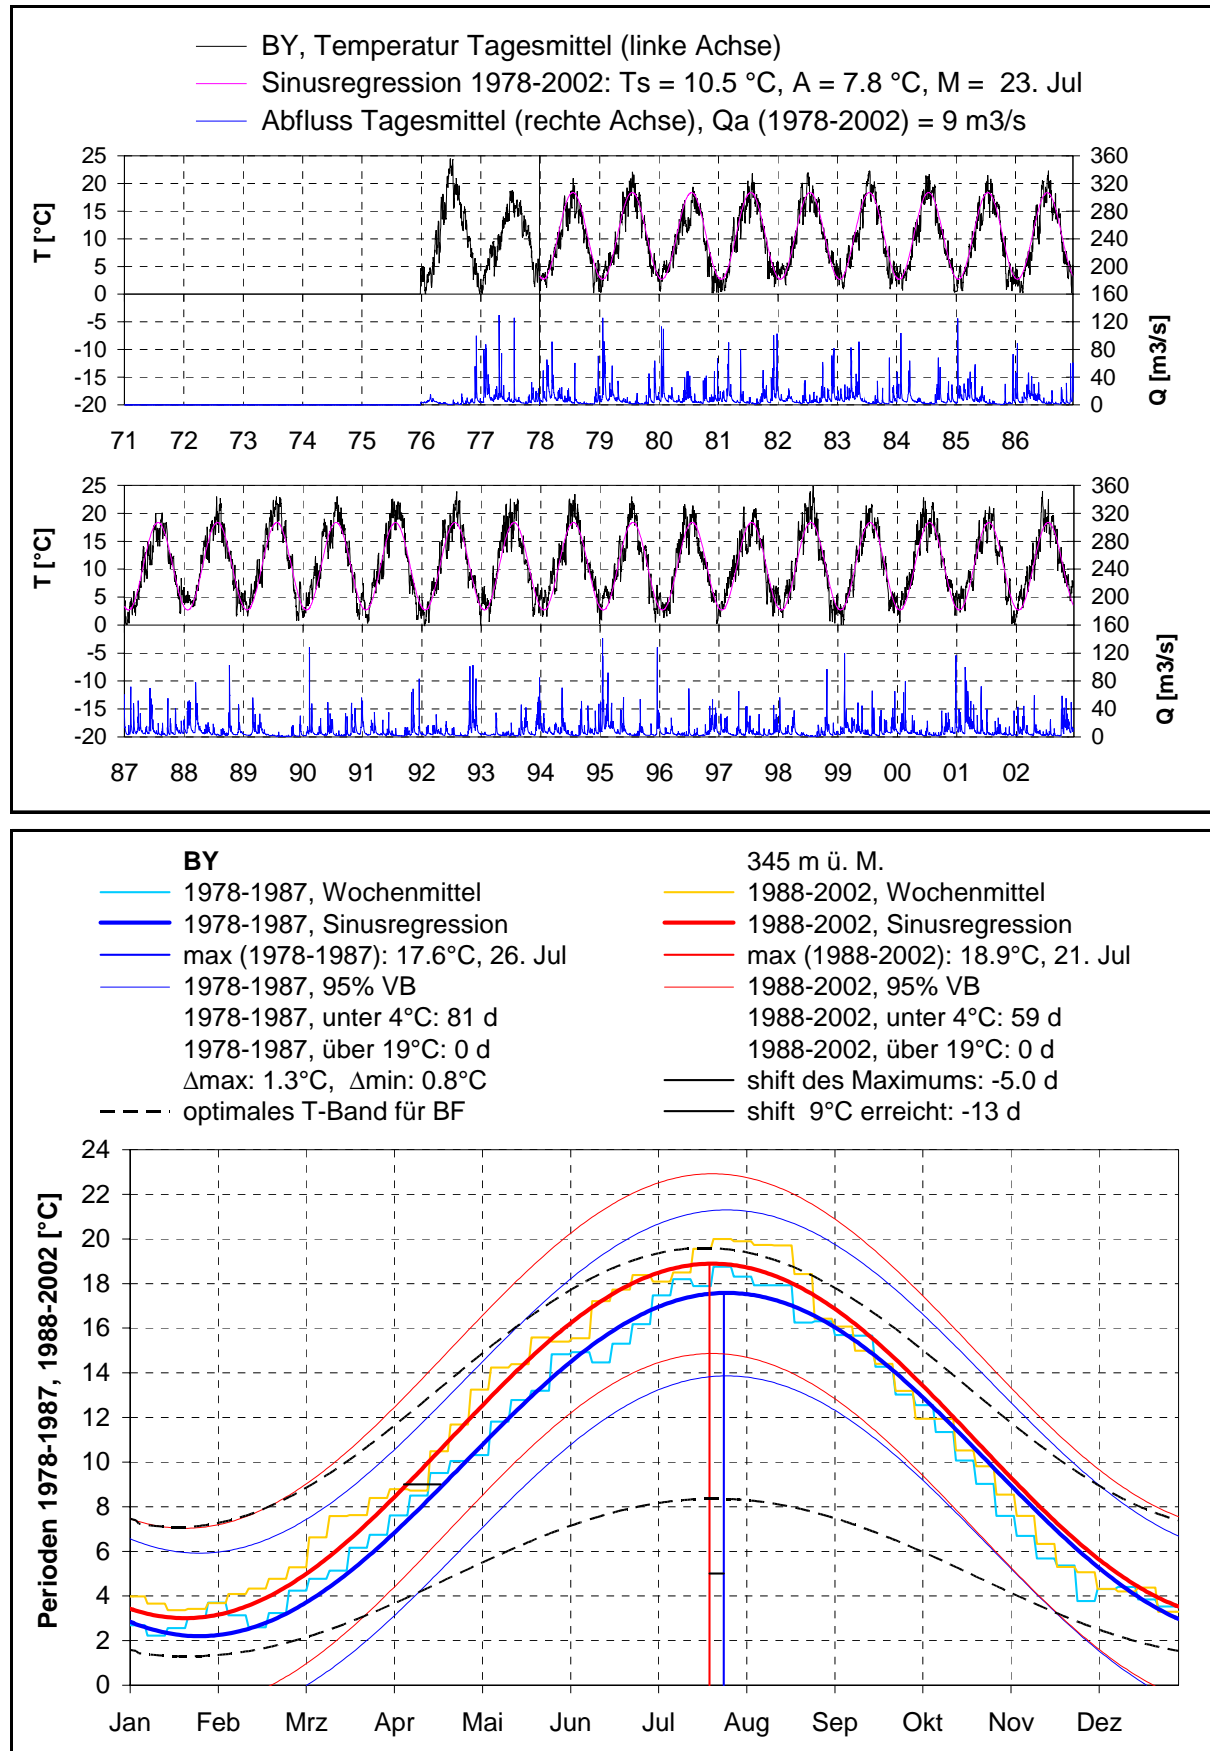 BY, Temperatur Tagesmittel (linke Achse)
Sinusregression 1978-2002: Ts = 10.5 °C, A = 7.8 °C, M = 23. Jul
Abfluss Tagesmittel (rechte Achse), Qa (1978-2002) = 9 m3/s
T [°C]
25
20
15
10
5
0
-5
-10
-15
-20
360
320
280
240
200
160
120
80
40
0
Q [m3/s]
71 72 73 74 75 76 77 78 79 80 81 82 83 84 85 86
T [°C]
25
20
15
10
5
0
-5
-10
-15
-20
360
320
280
240
200
160
120
80
40
0
Q [m3/s]
87 88 89 90 91 92 93 94 95 96 97 98 99 00 01 02
BY 345 m ü. M.
1978-1987, Wochenmittel 1988-2002, Wochenmittel
1978-1987, Sinusregression 1988-2002, Sinusregression
max (1978-1987): 17.6°C, 26. Jul max (1988-2002): 18.9°C, 21. Jul
1978-1987, 95% VB 1988-2002, 95% VB
1978-1987, unter 4°C: 81 d 1988-2002, unter 4°C: 59 d
1978-1987, über 19°C: 0 d 1988-2002, über 19°C: 0 d
Δmax: 1.3°C, Δmin: 0.8°C shift des Maximums: -5.0 d
optimales T-Band für BF shift 9°C erreicht: -13 d
Perioden 1978-1987, 1988-2002 [°C]
24
22
20
18
16
14
12
10
8
6
4
2
0
Jan Feb Mrz Apr Mai Jun Jul Aug Sep Okt Nov Dez